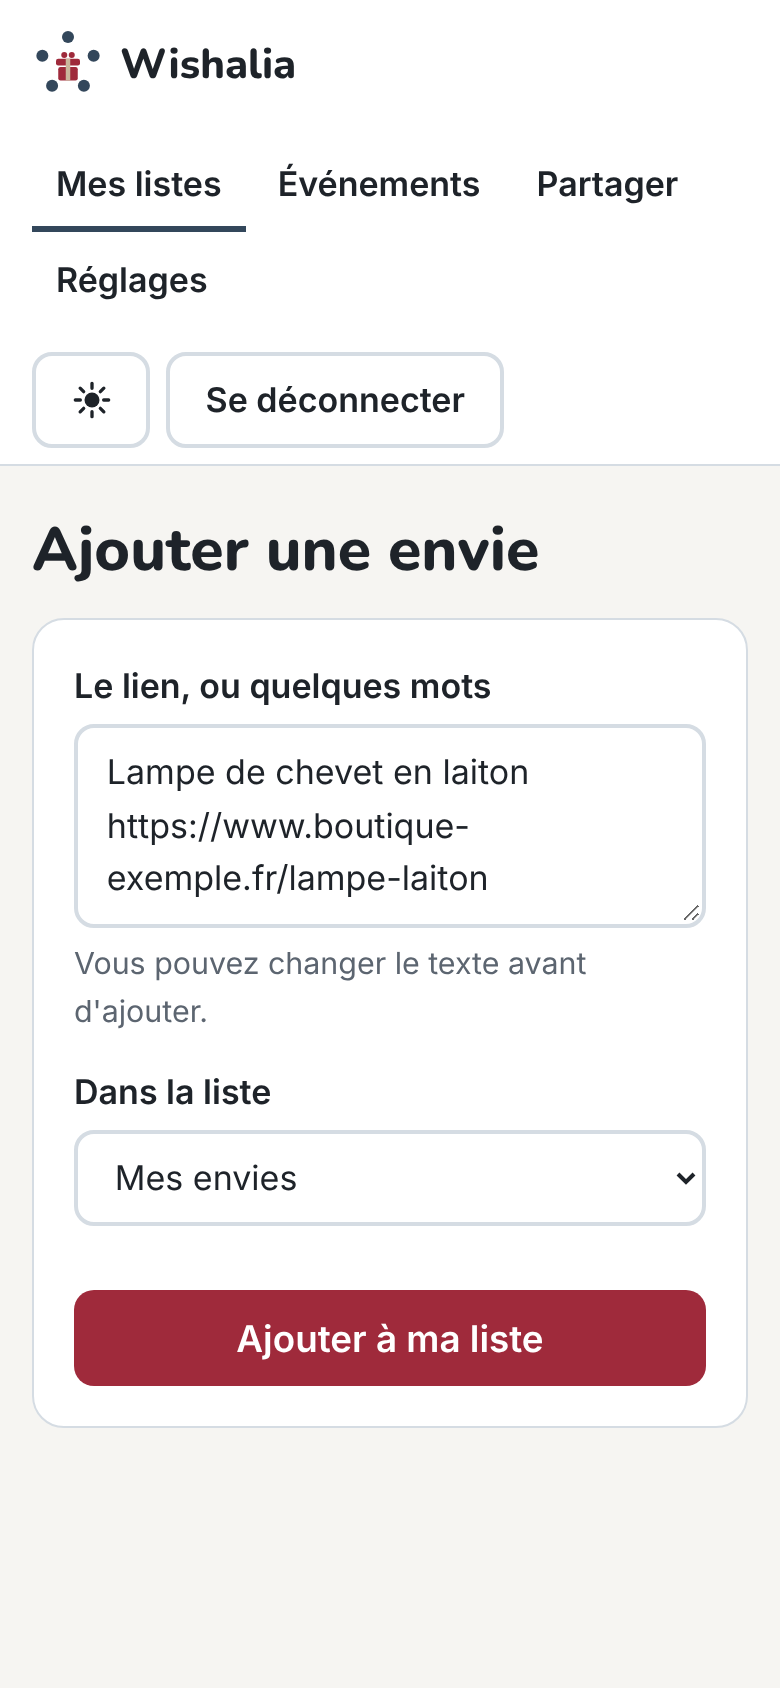 Wishalia
Mes listes
Événements
Partager
Réglages
Se déconnecter
Ajouter une envie
Le lien, ou quelques mots
Lampe de chevet en laiton
https://www.boutique-
exemple.fr/lampe-laiton
Vous pouvez changer le texte avant
d'ajouter.
Dans la liste
Mes envies
Ajouter à ma liste